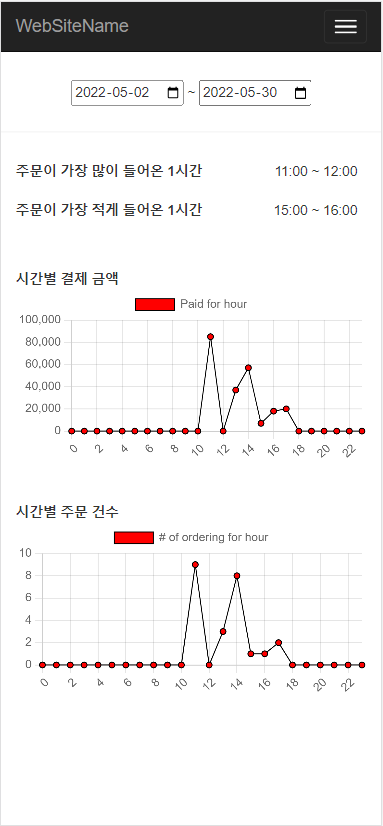 WebSiteName
2022-05-02 ~ 2022-05-30
주문이 가장 많이 들어온 1시간 11:00 ~ 12:00
주문이 가장 적게 들어온 1시간 15:00 ~ 16:00
시간별 결제 금액
Paid for hour
100,000
80,000
60,000
40,000
20,000
0
0 2 4 6 8 10 12 14 16 18 20 22
시간별 주문 건수
# of ordering for hour
10
8
6
4
2
0
0 2 4 6 8 10 12 14 16 18 20 22